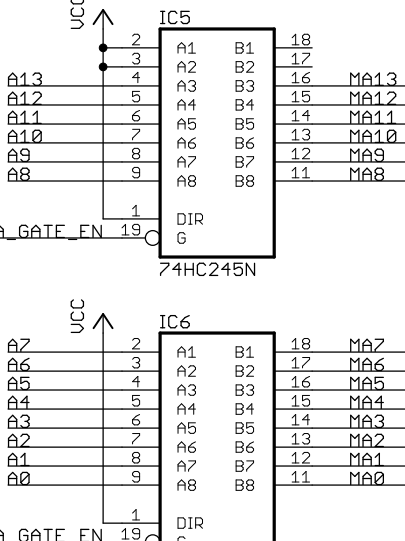 VCC
IC5
2 A1 B1 18
3 A2 B2 17
A13 4 A3 B3 16 MA13
A12 5 A4 B4 15 MA12
A11 6 A5 B5 14 MA11
A10 7 A6 B6 13 MA10
A9 8 A7 B7 12 MA9
A8 9 A8 B8 11 MA8
1 DIR
A_GATE_EN 19 G
74HC245N
VCC
IC6
A7 2 A1 B1 18 MA7
A6 3 A2 B2 17 MA6
A5 4 A3 B3 16 MA5
A4 5 A4 B4 15 MA4
A3 6 A5 B5 14 MA3
A2 7 A6 B6 13 MA2
A1 8 A7 B7 12 MA1
A0 9 A8 B8 11 MA0
1 DIR
A_GATE_EN 19